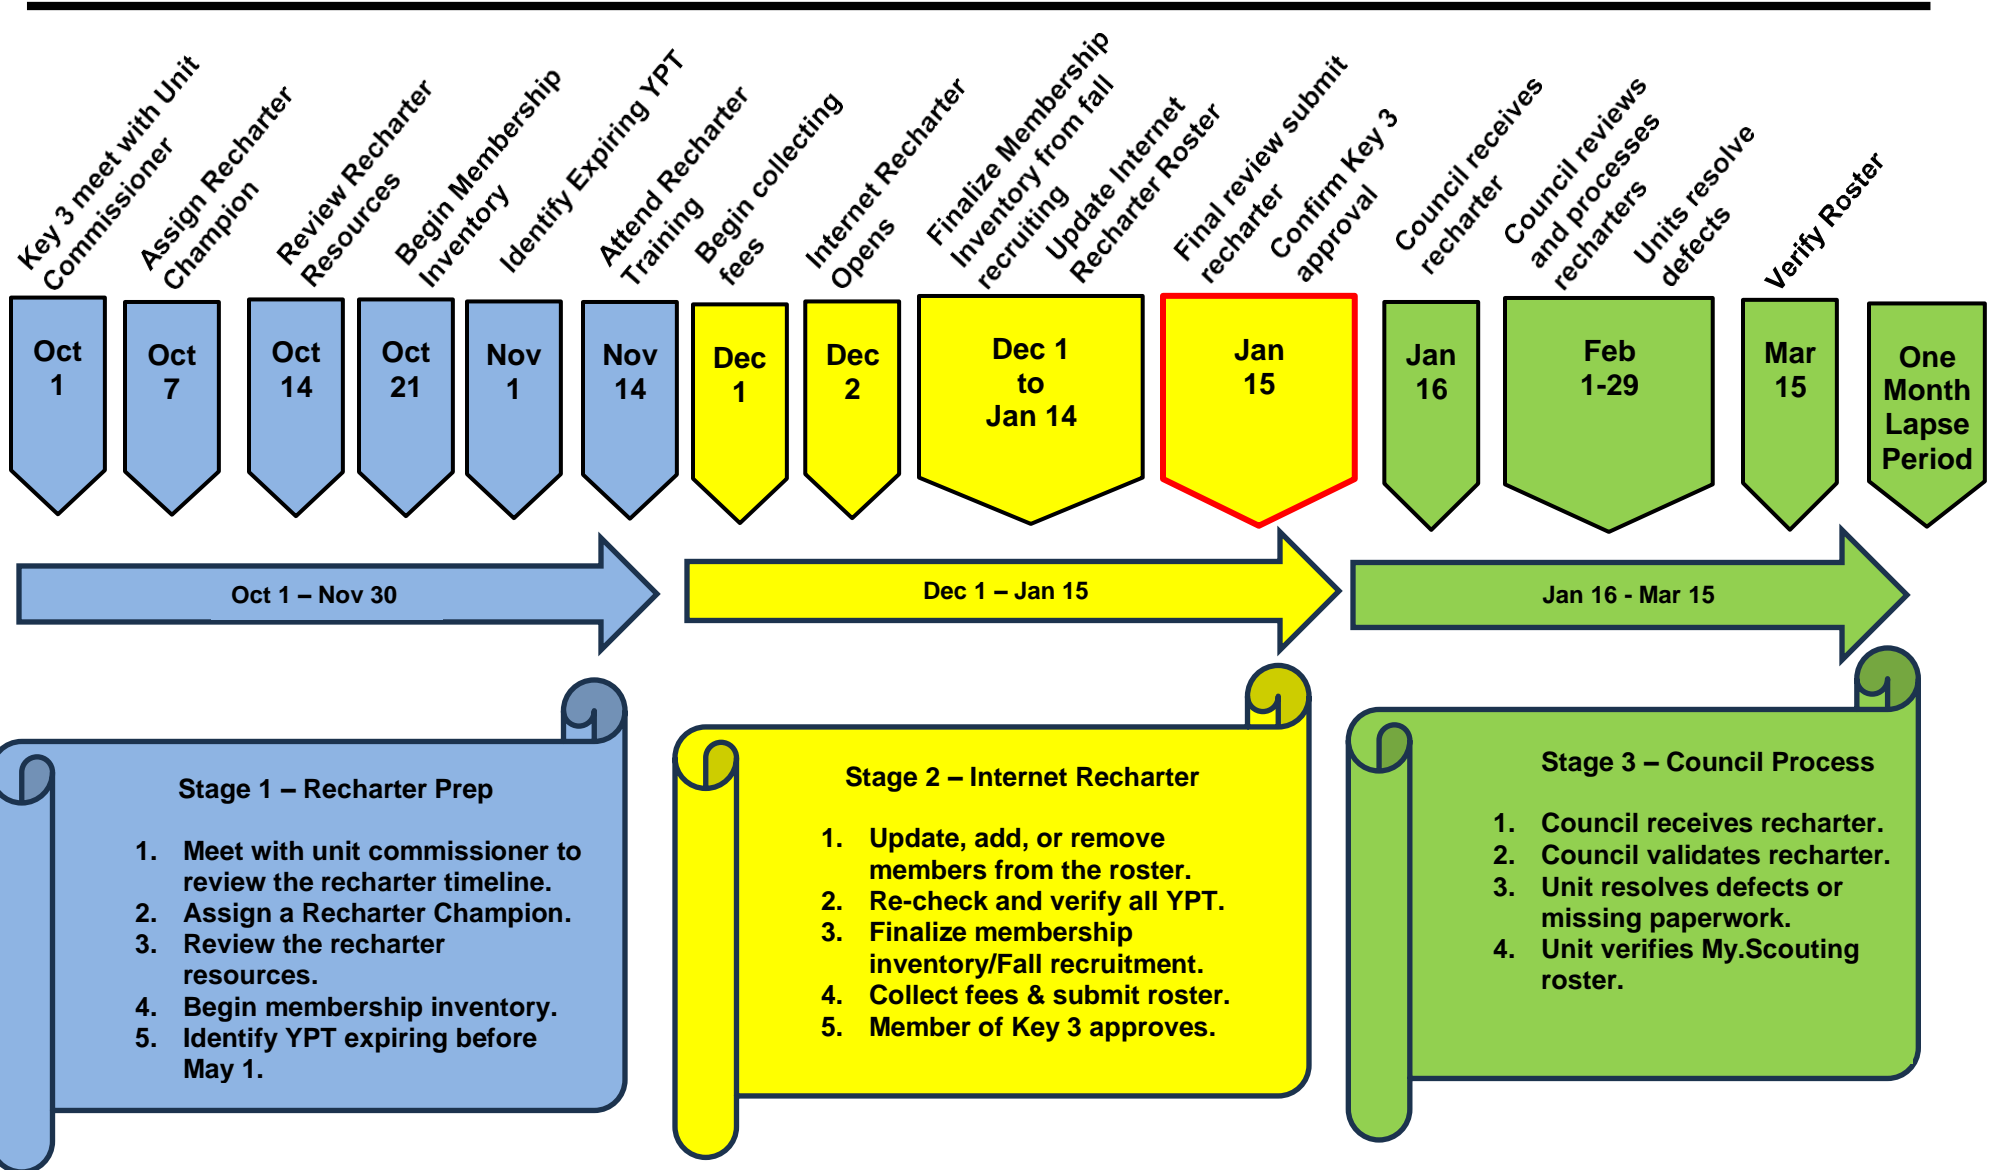 Key 3 meet with Unit
Commissioner
Assign Recharter
Champion
Review Recharter
Resources
Begin Membership
Inventory
Identify Expiring YPT
Attend Recharter
Training
Begin collecting
fees
Internet Recharter
Opens
Finalize Membership
Inventory from fall
recruiting
Update Internet
Recharter Roster
Final review submit
recharter
Confirm Key 3
approval
Council receives
recharter
Council reviews
and processes
recharters
Units resolve
defects
Verify Roster
Oct
1
Oct
7
Oct
14
Oct
21
Nov
1
Nov
14
Dec
1
Dec
2
Dec 1
to
Jan 14
Jan
15
Jan
16
Feb
1-29
Mar
15
One
Month
Lapse
Period
Oct 1 – Nov 30
Dec 1 – Jan 15
Jan 16 - Mar 15
Stage 1 – Recharter Prep
1. Meet with unit commissioner to
review the recharter timeline.
2. Assign a Recharter Champion.
3. Review the recharter
resources.
4. Begin membership inventory.
5. Identify YPT expiring before
May 1.
Stage 2 – Internet Recharter
1. Update, add, or remove
members from the roster.
2. Re-check and verify all YPT.
3. Finalize membership
inventory/Fall recruitment.
4. Collect fees & submit roster.
5. Member of Key 3 approves.
Stage 3 – Council Process
1. Council receives recharter.
2. Council validates recharter.
3. Unit resolves defects or
missing paperwork.
4. Unit verifies My.Scouting
roster.